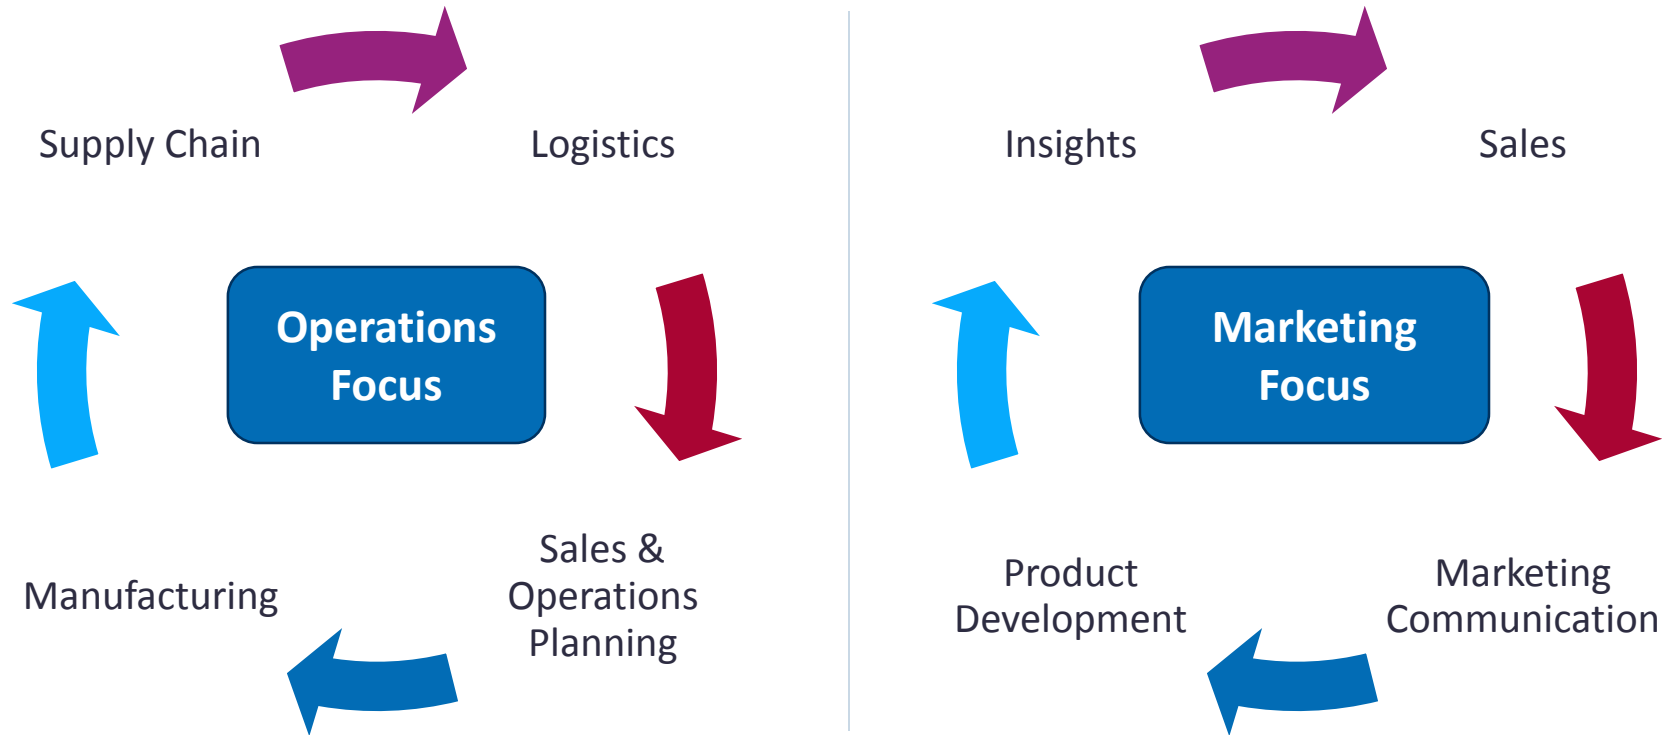 Supply Chain
Logistics
Operations
Focus
Manufacturing
Sales &
Operations
Planning
Insights
Sales
Marketing
Focus
Product
Development
Marketing
Communication